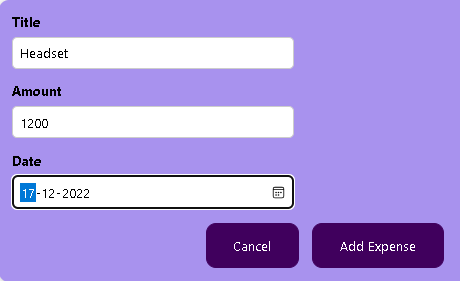 Title
Headset
Amount
1200
Date
17-12-2022
Cancel
Add Expense